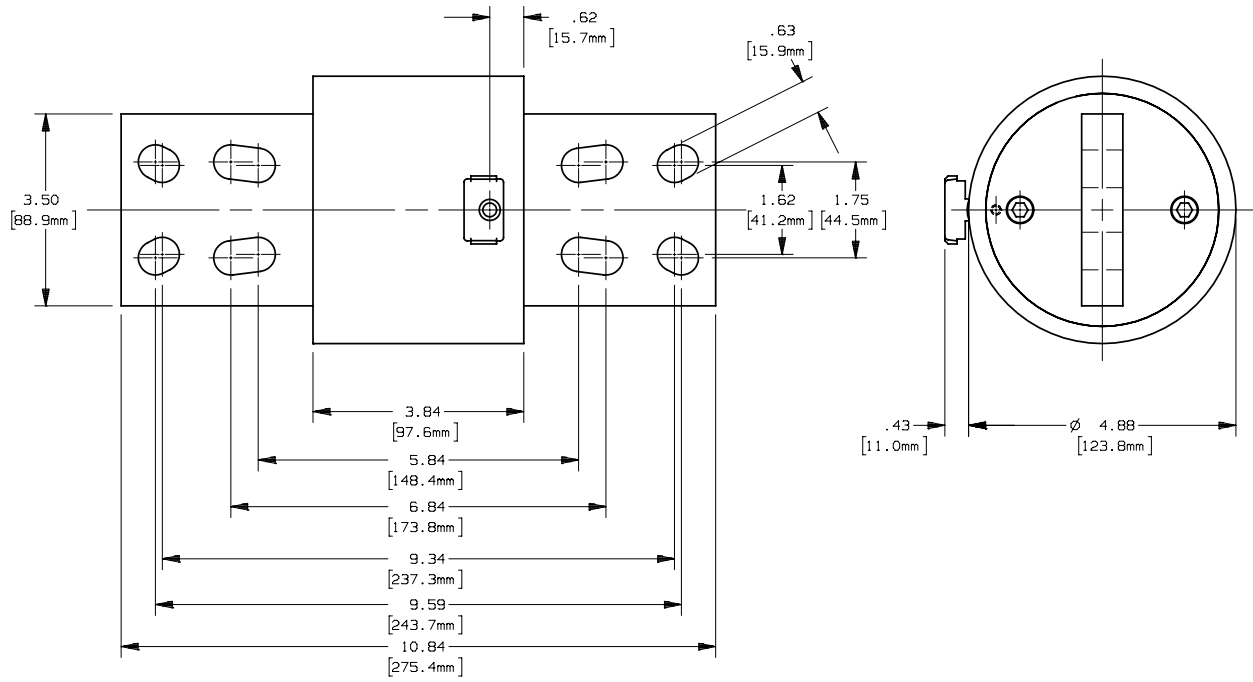 .62
[15.7mm]
.63
[15.9mm]
3.50
[88.9mm]
1.62
[41.2mm]
1.75
[44.5mm]
3.84
[97.6mm]
.43
[11.0mm]
Ø 4.88
[123.8mm]
5.84
[148.4mm]
6.84
[173.8mm]
9.34
[237.3mm]
9.59
[243.7mm]
10.84
[275.4mm]